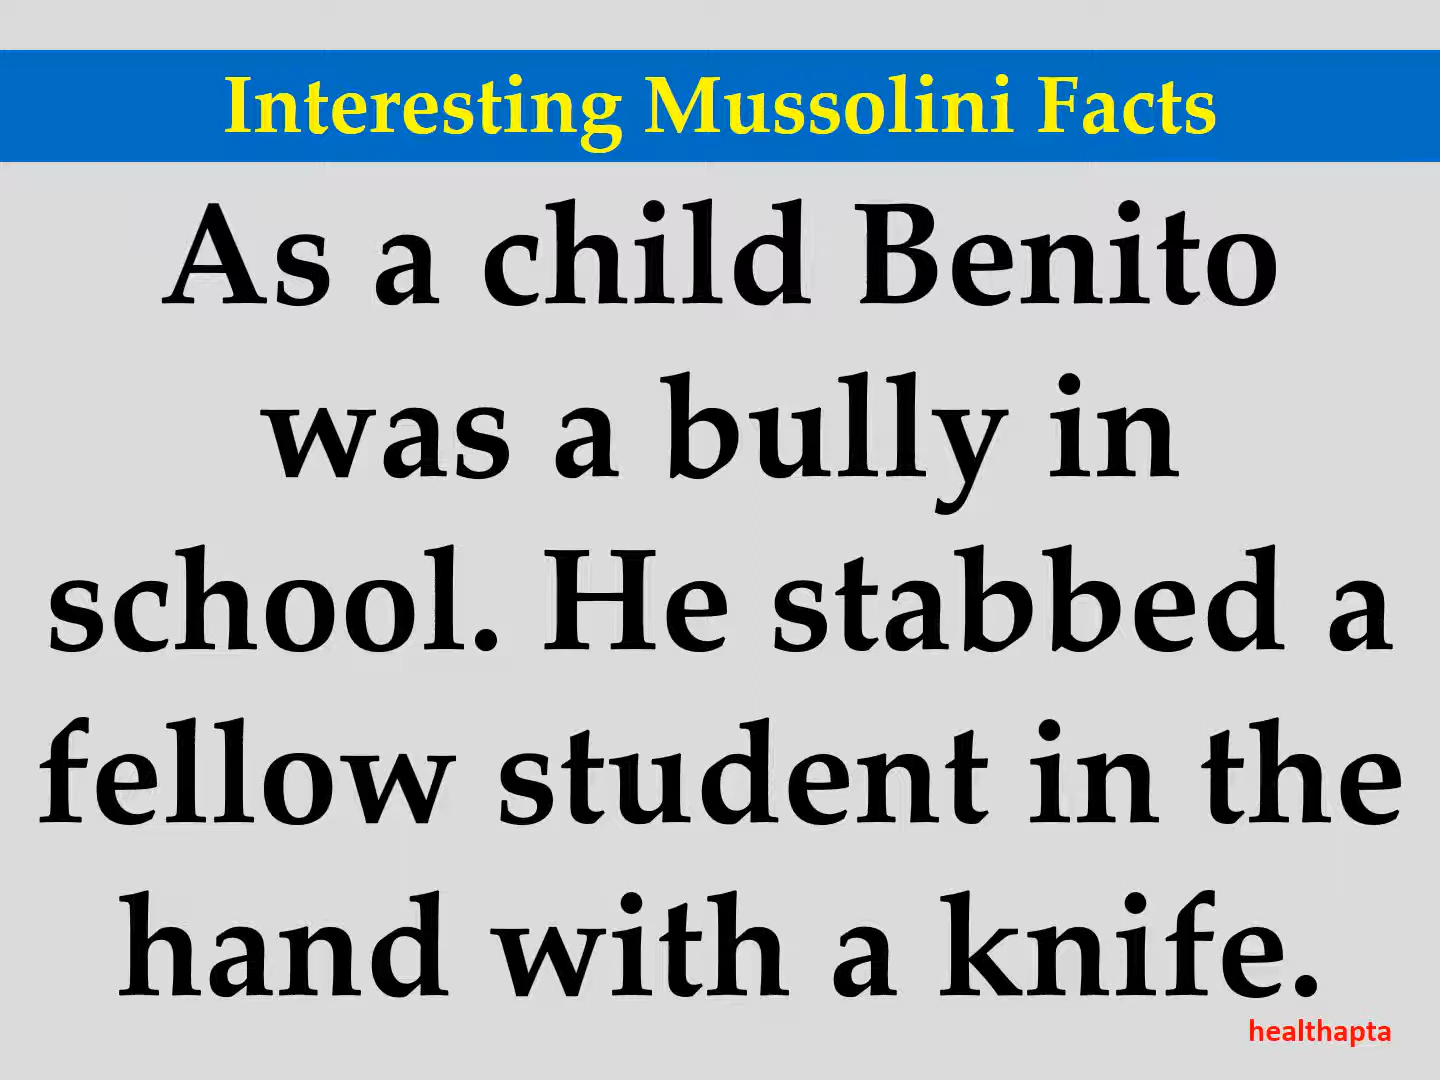 Interesting Mussolini Facts
As a child Benito
was a bully in
school. He stabbed a
fellow student in the
hand with a knife.
healthapta